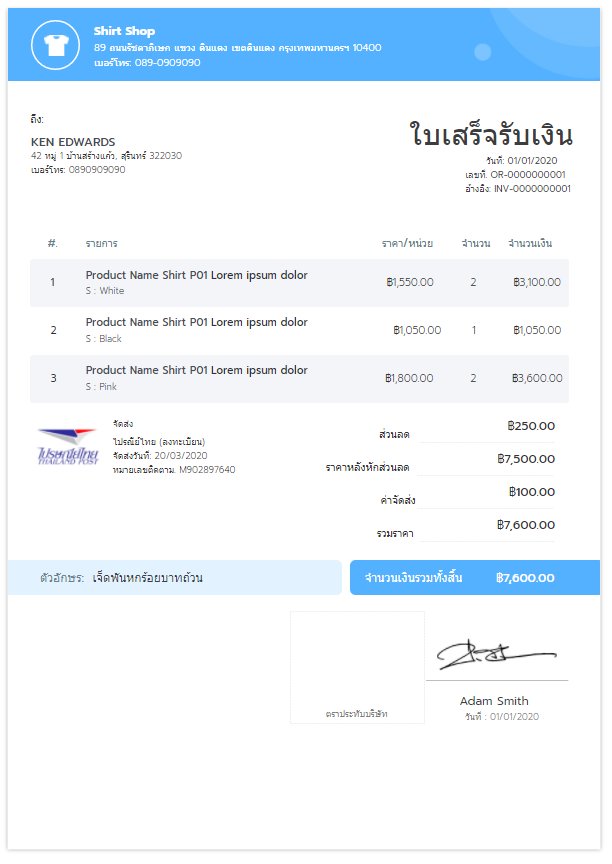 Shirt Shop
89 ถนนรัชดาภิเษก แขวง ดินแดง เขตดินแดง กรุงเทพมหานครฯ 10400
เบอร์โทร: 089-0909090
ถึง:
KEN EDWARDS
42 หมู่ 1 บ้านสร้างแก้ว, สุรินทร์ 322030
เบอร์โทร: 0890909090
ใบเสร็จรับเงิน
วันที่: 01/01/2020
เลขที่: OR-0000000001
อ้างอิง: INV-0000000001
#. รายการ ราคา/หน่วย จำนวน จำนวนเงิน
1 Product Name Shirt P01 Lorem ipsum dolor ฿1,550.00 2 ฿3,100.00
S : White
2 Product Name Shirt P01 Lorem ipsum dolor ฿1,050.00 1 ฿1,050.00
S : Black
3 Product Name Shirt P01 Lorem ipsum dolor ฿1,800.00 2 ฿3,600.00
S : Pink
ไปรษณีย์ไทย
THAILAND POST
จัดส่ง
ไปรณีย์ไทย (ลงทะเบียน)
จัดส่งวันที่: 20/03/2020
หมายเลขติดตาม. M902897640
ส่วนลด ฿250.00
ราคาหลังหักส่วนลด ฿7,500.00
ค่าจัดส่ง ฿100.00
รวมราคา ฿7,600.00
ตัวอักษร: เจ็ดพันหกร้อยบาทถ้วน
จำนวนเงินรวมทั้งสิ้น ฿7,600.00
ตราประทับบริษัท
Adam Smith
วันที่ : 01/01/2020